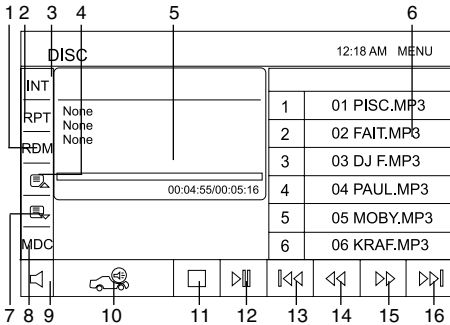 12 3 4 5 6
DISC 12:18 AM MENU
INT
RPT
RDM
MDC
None
None
None
00:04:55/00:05:16
1 01 PISC.MP3
2 02 FAIT.MP3
3 03 DJ F.MP3
4 04 PAUL.MP3
5 05 MOBY.MP3
6 06 KRAF.MP3
7 8 9 10 11 12 13 14 15 16